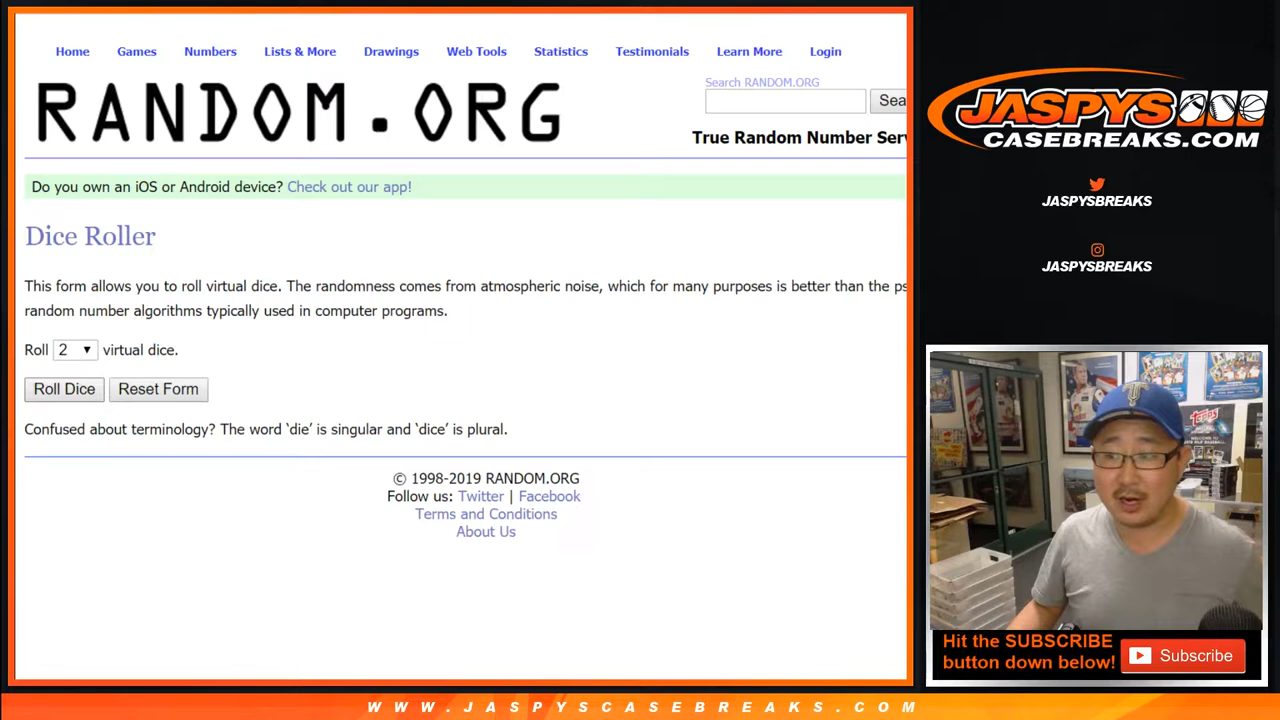 Home Games Numbers Lists & More Drawings Web Tools Statistics Testimonials Learn More Login
RANDOM.ORG
Search RANDOM.ORG
Sea
True Random Number Serv
Do you own an iOS or Android device? Check out our app!
Dice Roller
This form allows you to roll virtual dice. The randomness comes from atmospheric noise, which for many purposes is better than the ps
random number algorithms typically used in computer programs.
Roll 2 virtual dice.
Roll Dice Reset Form
Confused about terminology? The word ‘die’ is singular and ‘dice’ is plural.
© 1998-2019 RANDOM.ORG
Follow us: Twitter | Facebook
Terms and Conditions
About Us
JASPYS
CASEBREAKS.COM
JASPYSBREAKS
JASPYSBREAKS
Topps
Hit the SUBSCRIBE
button down below!
Subscribe
WWW.JASPYSCASEBREAKS.COM